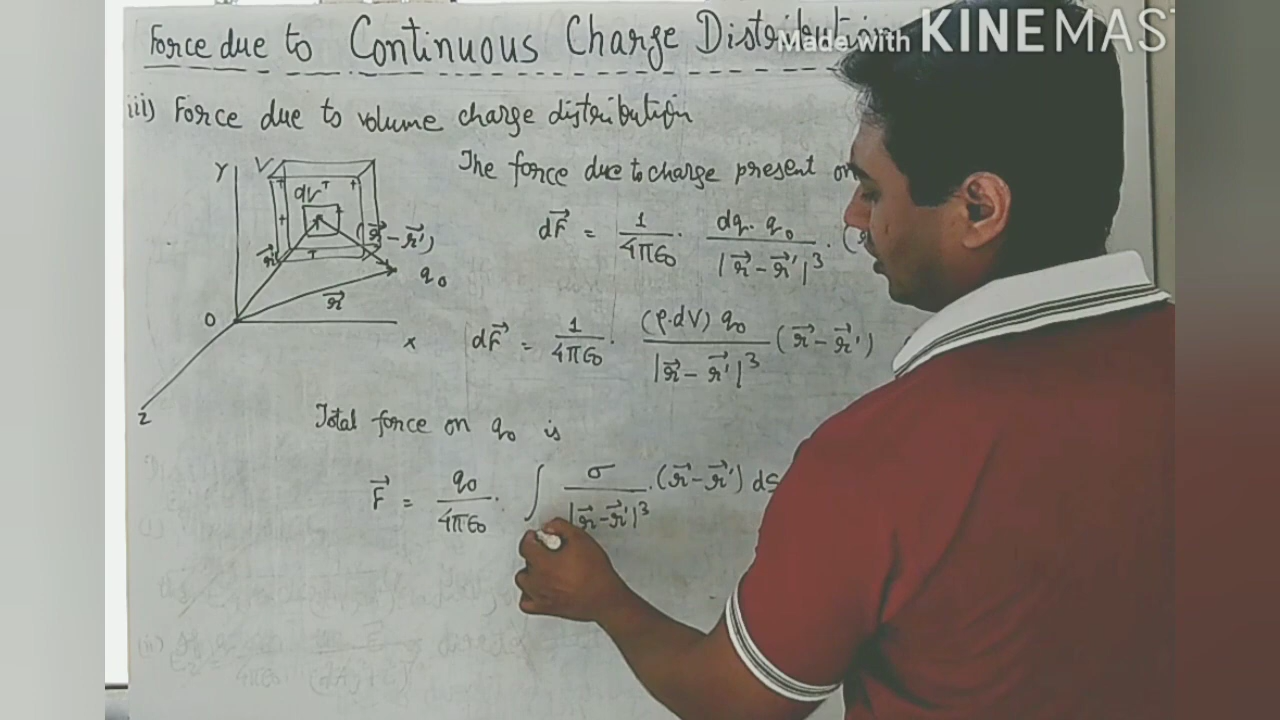 Force due to Continuous Charge Distribution
Made with KINEMAS
iii) Force due to volume charge distribution
The force due to charge present on
Y
V
dV
+ + + + + +
(r⃗ - r⃗')
r⃗'
q₀
r⃗
O
x
z
dF⃗ = 1/4πε₀ · dq · q₀/|r⃗ - r⃗'|³ · (r
dF⃗ = 1/4πε₀ · (ρ·dV) q₀/|r⃗ - r⃗'|³ (r⃗ - r⃗')
Total force on q₀ is
F⃗ = q₀/4πε₀ · ∫ σ/|r⃗ - r⃗'|³ · (r⃗ - r⃗') ds